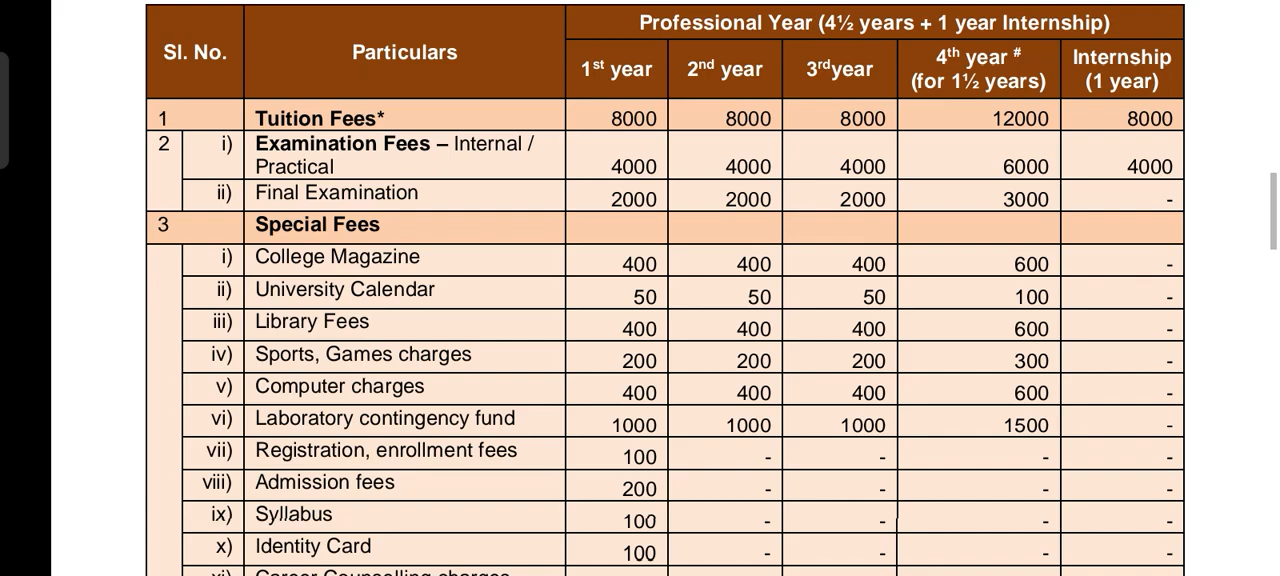 Sl. No. Particulars Professional Year (4½ years + 1 year Internship)
1st year 2nd year 3rdyear 4th year # (for 1½ years) Internship (1 year)
1 Tuition Fees* 8000 8000 8000 12000 8000
2 i) Examination Fees – Internal /
Practical 4000 4000 4000 6000 4000
ii) Final Examination 2000 2000 2000 3000 -
3 Special Fees
i) College Magazine 400 400 400 600 -
ii) University Calendar 50 50 50 100 -
iii) Library Fees 400 400 400 600 -
iv) Sports, Games charges 200 200 200 300 -
v) Computer charges 400 400 400 600 -
vi) Laboratory contingency fund 1000 1000 1000 1500 -
vii) Registration, enrollment fees 100 - - - -
viii) Admission fees 200 - - - -
ix) Syllabus 100 - - - -
x) Identity Card 100 - - - -
xi) Career Counselling charges